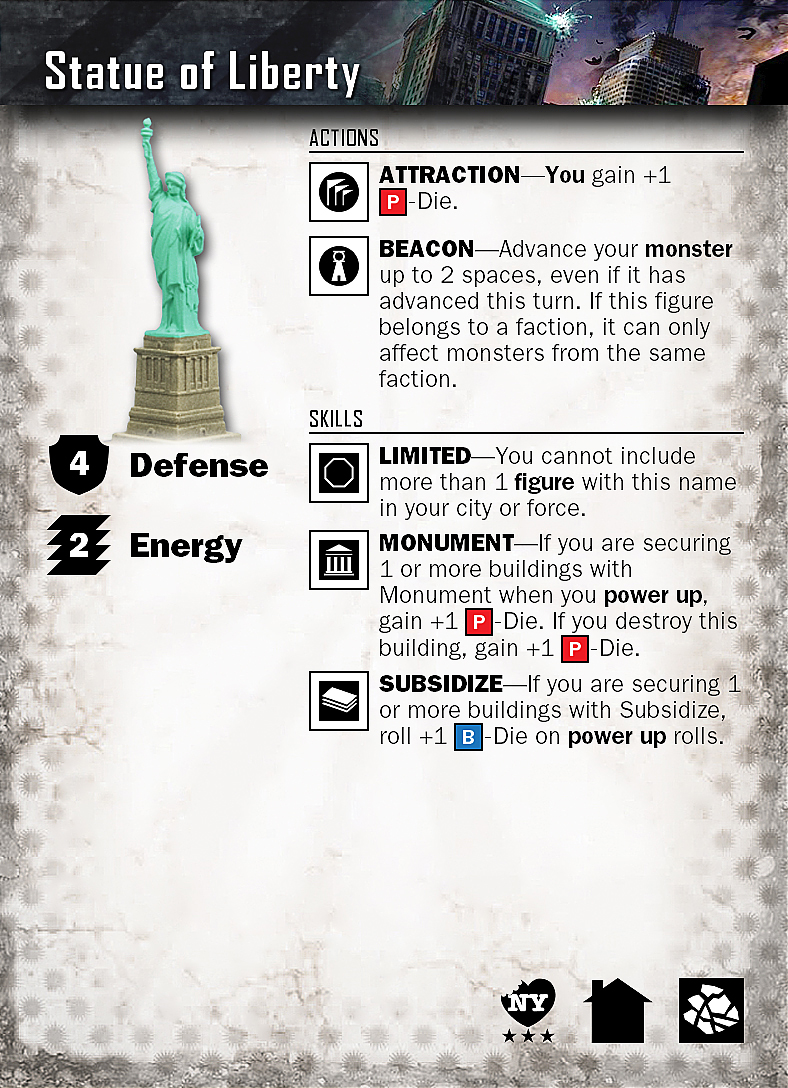 Statue of Liberty
ACTIONS
ATTRACTION—You gain +1
P-Die.
BEACON—Advance your monster
up to 2 spaces, even if it has
advanced this turn. If this figure
belongs to a faction, it can only
affect monsters from the same
faction.
SKILLS
4 Defense
LIMITED—You cannot include
more than 1 figure with this name
in your city or force.
2 Energy
MONUMENT—If you are securing
1 or more buildings with
Monument when you power up,
gain +1 P-Die. If you destroy this
building, gain +1 P-Die.
SUBSIDIZE—If you are securing 1
or more buildings with Subsidize,
roll +1 B-Die on power up rolls.
NY